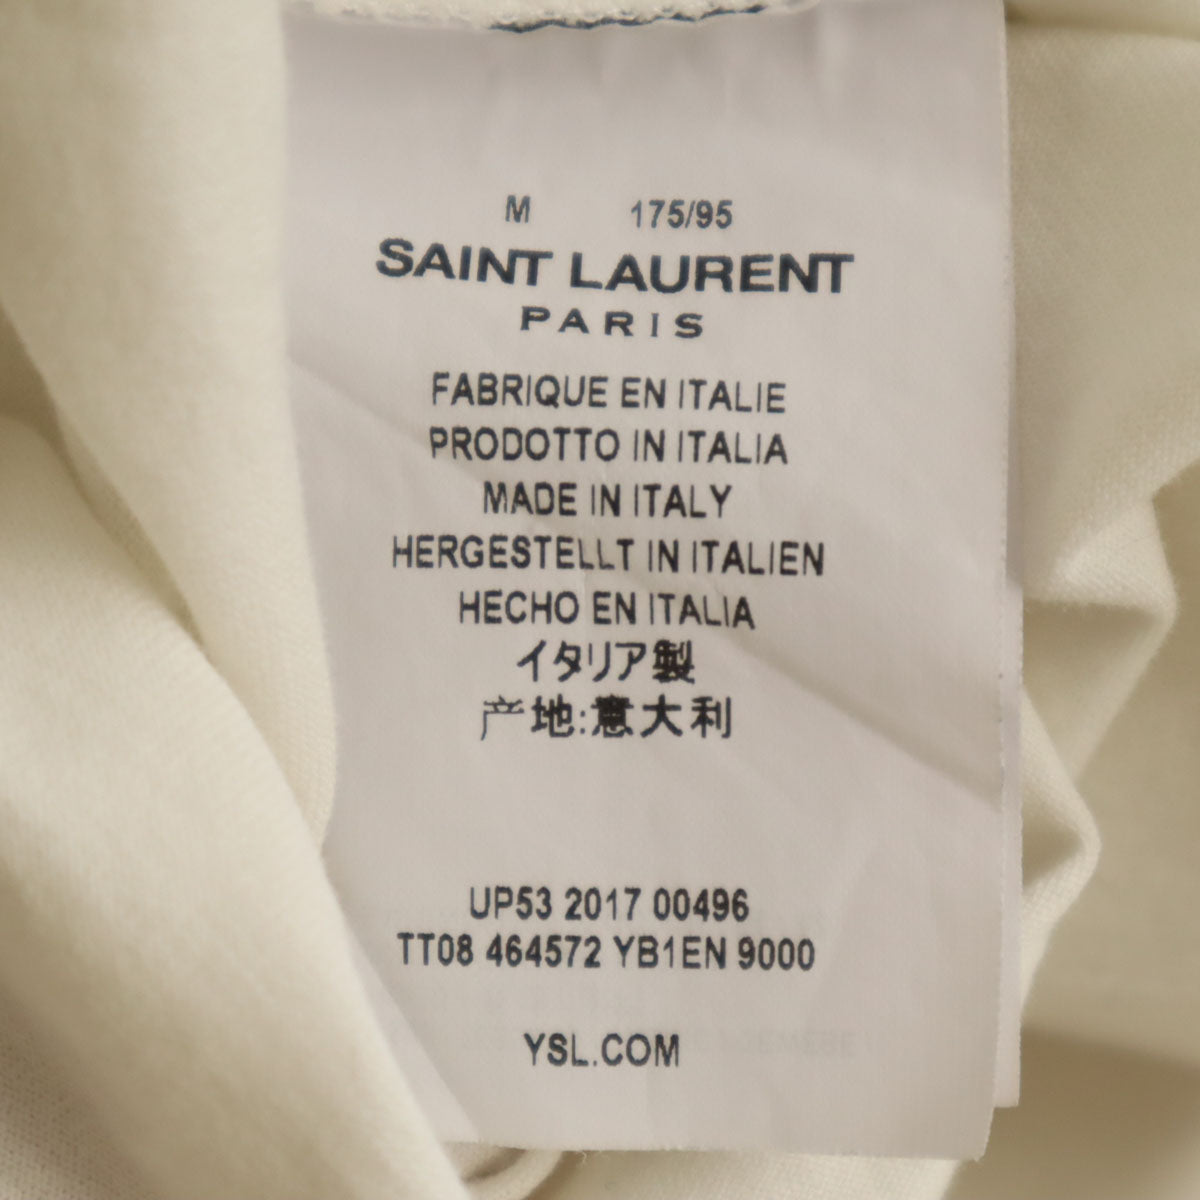 M 175/95
SAINT LAURENT
PARIS
FABRIQUE EN ITALIE
PRODOTTO IN ITALIA
MADE IN ITALY
HERGESTELLT IN ITALIEN
HECHO EN ITALIA
イタリア製
产地:意大利
UP53 2017 00496
TT08 464572 YB1EN 9000
YSL.COM